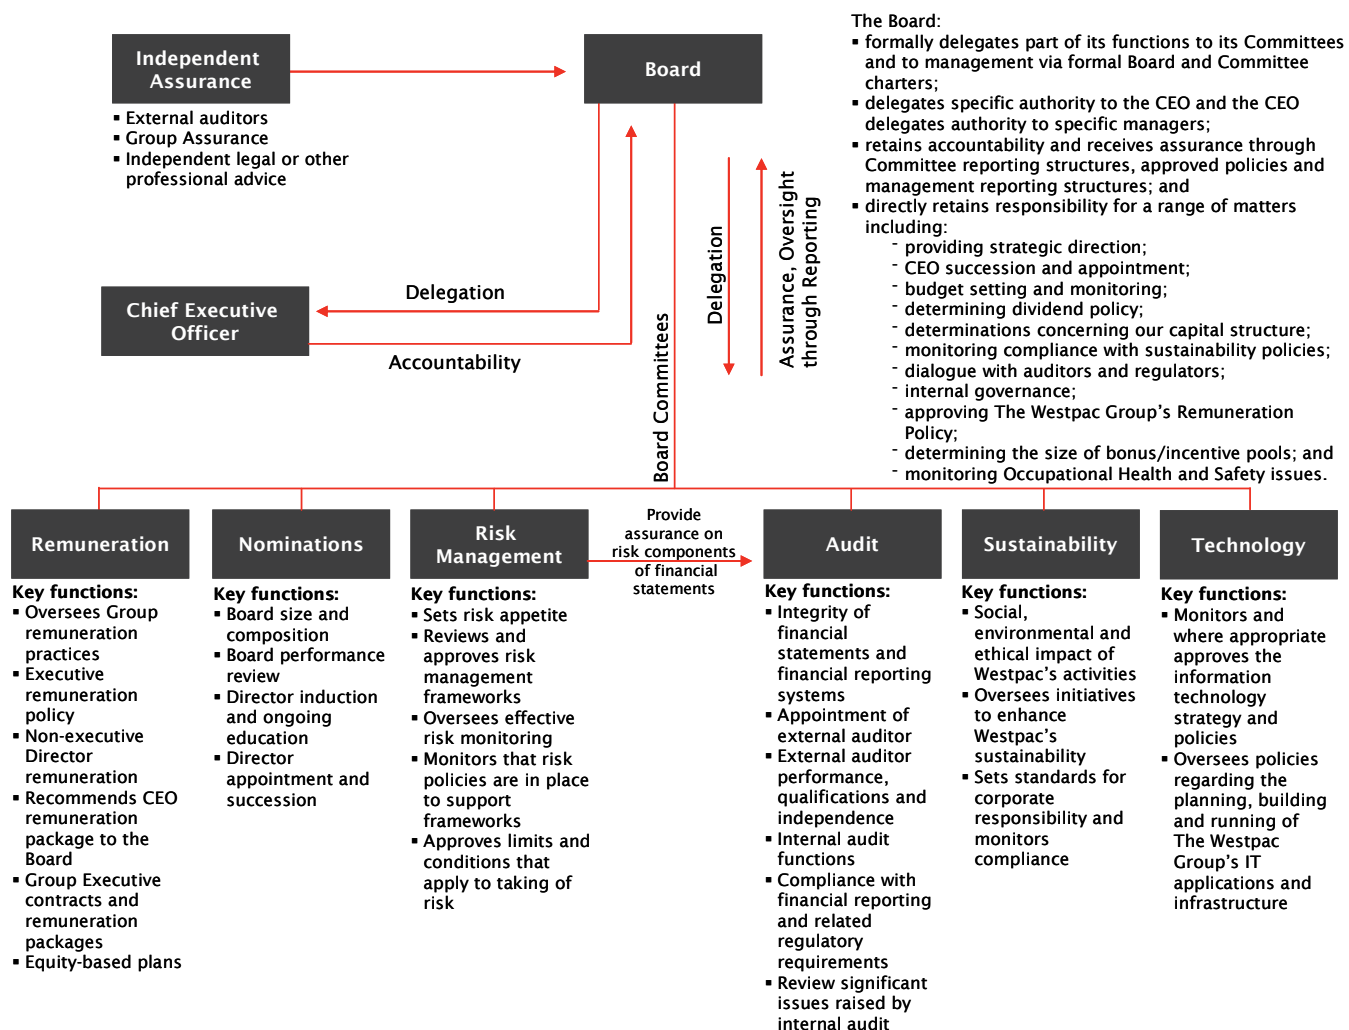 Independent
Assurance
▪ External auditors
▪ Group Assurance
▪ Independent legal or other
professional advice
Board
The Board:
▪ formally delegates part of its functions to its Committees
and to management via formal Board and Committee
charters;
▪ delegates specific authority to the CEO and the CEO
delegates authority to specific managers;
▪ retains accountability and receives assurance through
Committee reporting structures, approved policies and
management reporting structures; and
▪ directly retains responsibility for a range of matters
including:
- providing strategic direction;
- CEO succession and appointment;
- budget setting and monitoring;
- determining dividend policy;
- determinations concerning our capital structure;
- monitoring compliance with sustainability policies;
- dialogue with auditors and regulators;
- internal governance;
- approving The Westpac Group's Remuneration
Policy;
- determining the size of bonus/incentive pools; and
- monitoring Occupational Health and Safety issues.
Chief Executive
Officer
Delegation
Accountability
Board Committees
Delegation
Assurance, Oversight
through Reporting
Remuneration
Key functions:
▪ Oversees Group
remuneration
practices
▪ Executive
remuneration
policy
▪ Non-executive
Director
remuneration
▪ Recommends CEO
remuneration
package to the
Board
▪ Group Executive
contracts and
remuneration
packages
▪ Equity-based plans
Nominations
Key functions:
▪ Board size and
composition
▪ Board performance
review
▪ Director induction
and ongoing
education
▪ Director
appointment and
succession
Risk
Management
Key functions:
▪ Sets risk appetite
▪ Reviews and
approves risk
management
frameworks
▪ Oversees effective
risk monitoring
▪ Monitors that risk
policies are in place
to support
frameworks
▪ Approves limits and
conditions that
apply to taking of
risk
Provide
assurance on
risk components
of financial
statements
Audit
Key functions:
▪ Integrity of
financial
statements and
financial reporting
systems
▪ Appointment of
external auditor
▪ External auditor
performance,
qualifications and
independence
▪ Internal audit
functions
▪ Compliance with
financial reporting
and related
regulatory
requirements
▪ Review significant
issues raised by
internal audit
Sustainability
Key functions:
▪ Social,
environmental and
ethical impact of
Westpac's activities
▪ Oversees initiatives
to enhance
Westpac's
sustainability
▪ Sets standards for
corporate
responsibility and
monitors
compliance
Technology
Key functions:
▪ Monitors and
where appropriate
approves the
information
technology
strategy and
policies
▪ Oversees policies
regarding the
planning, building
and running of
The Westpac
Group's IT
applications and
infrastructure